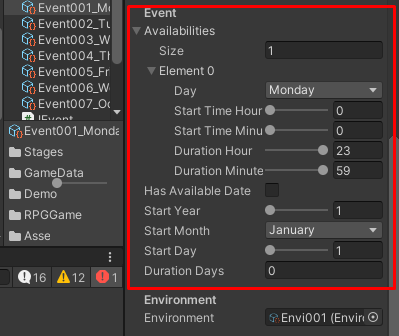 Event001_Mo
Event002_Tu
Event003_W
Event004_Th
Event005_Fr
Event006_We
Event007_Oc
IEvent
Event001_Monda
Stages
GameData
Demo
RPGGame
Asse
16 12 1
Event
Availabilities
Size 1
Element 0
Day Monday
Start Time Hour 0
Start Time Minu 0
Duration Hour 23
Duration Minute 59
Has Available Date
Start Year 1
Start Month January
Start Day 1
Duration Days 0
Environment
Environment Envi001 (Enviro